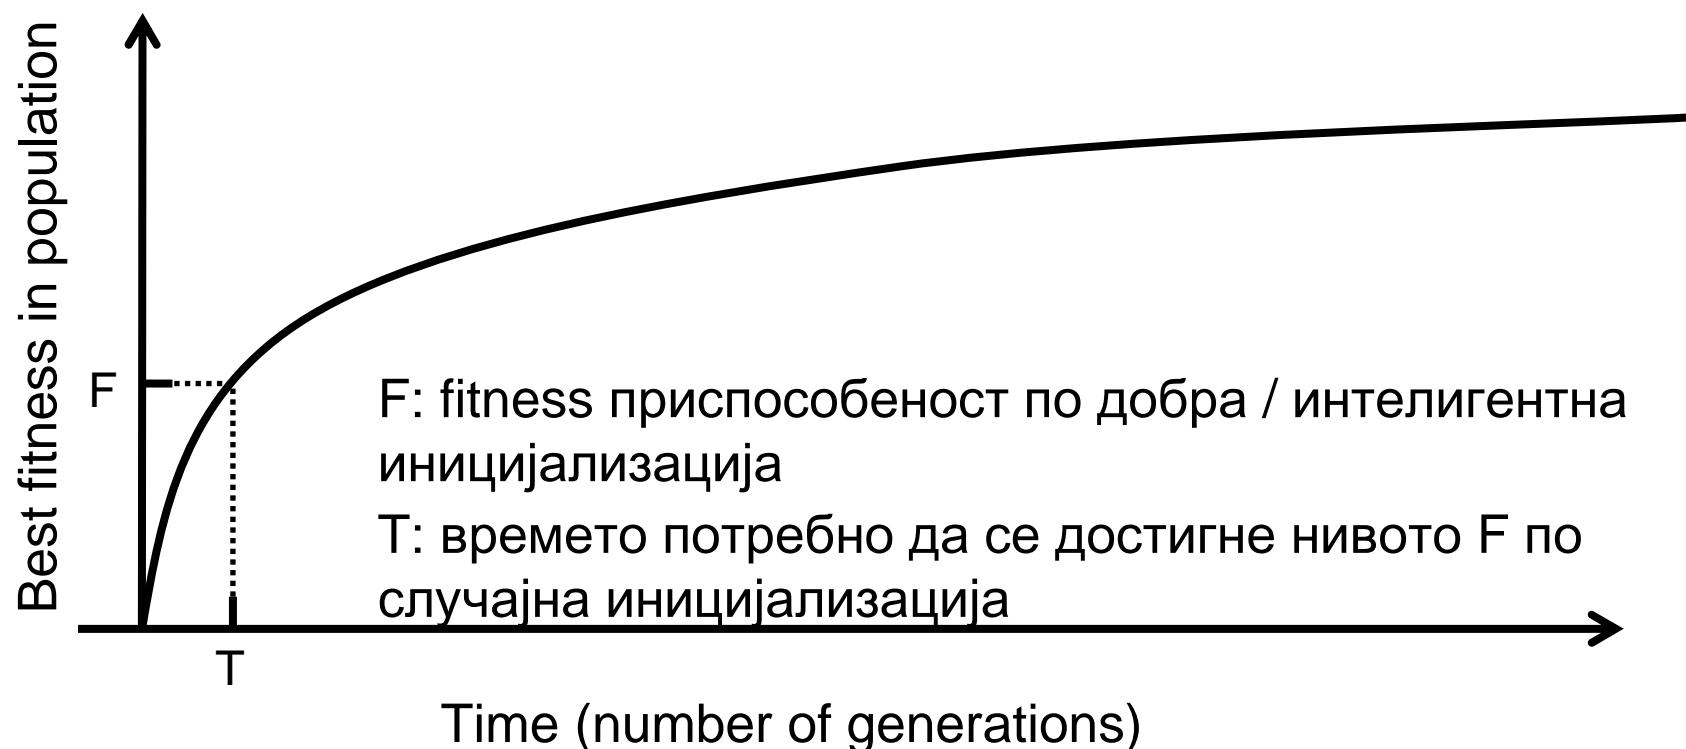 Best fitness in population
F
F: fitness приспособеност по добра / интелигентна
иницијализација
T: времето потребно да се достигне нивото F по
случајна иницијализација
T
Time (number of generations)